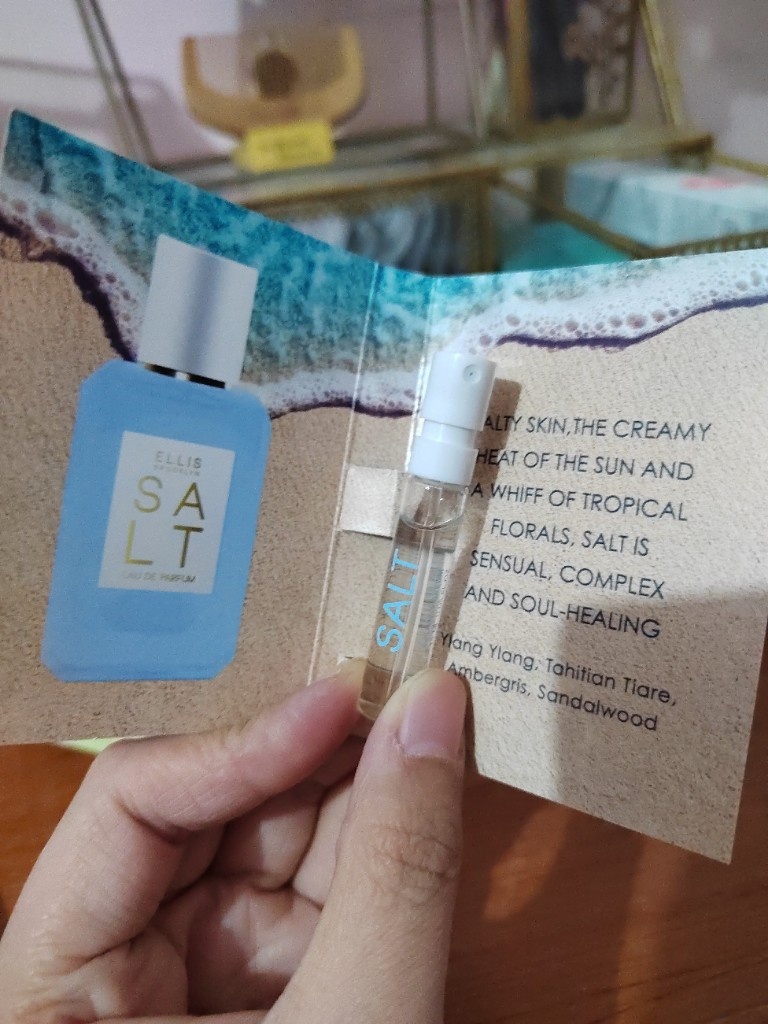 ELLIS
BROOKLYN
SA
LT
EAU DE PARFUM
SALT
ALTY SKIN, THE CREAMY
HEAT OF THE SUN AND
A WHIFF OF TROPICAL
FLORALS, SALT IS
SENSUAL, COMPLEX
AND SOUL-HEALING
Ylang Ylang, Tahitian Tiare,
Ambergris, Sandalwood